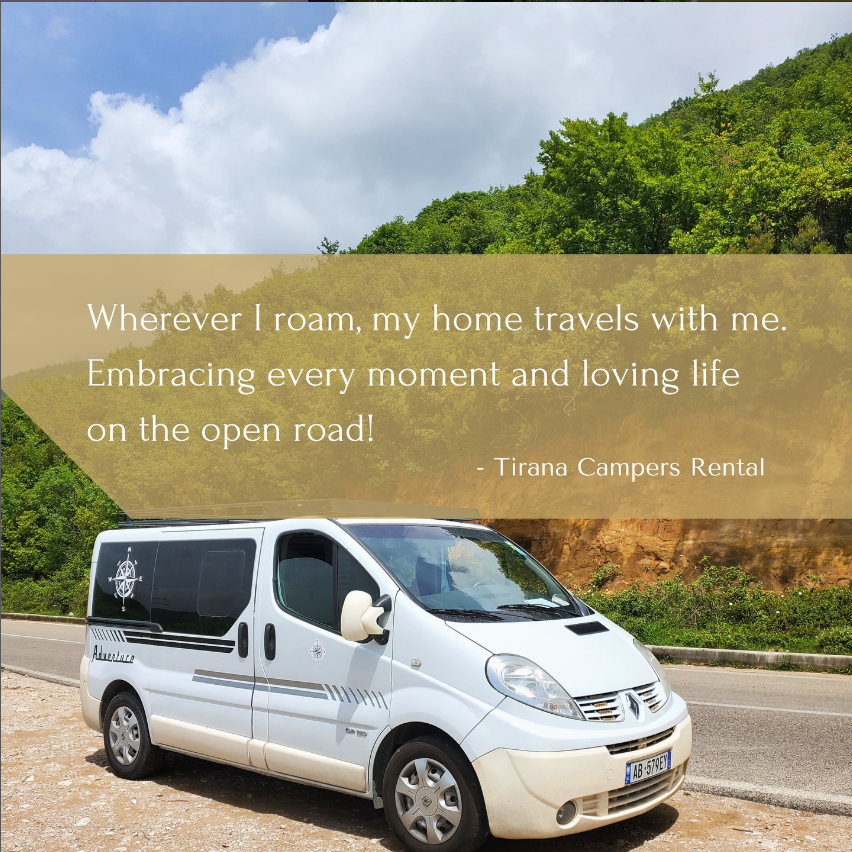 Wherever I roam, my home travels with me.
Embracing every moment and loving life
on the open road!
- Tirana Campers Rental
Adventure
AB 579EY